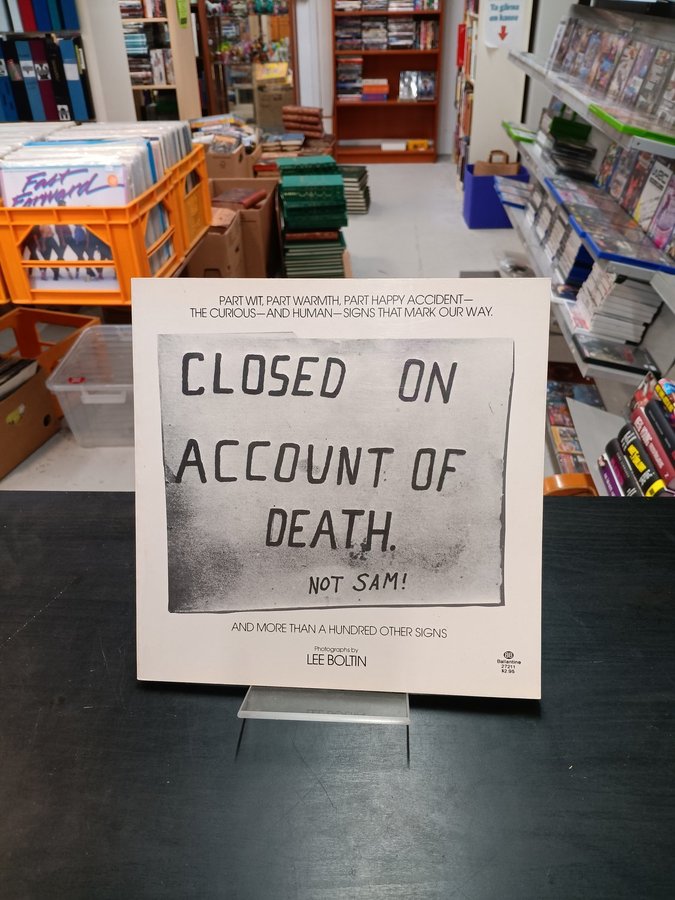 Fast
Forward
PART WIT, PART WARMTH, PART HAPPY ACCIDENT—
THE CURIOUS—AND HUMAN—SIGNS THAT MARK OUR WAY.
CLOSED ON
ACCOUNT OF
DEATH.
NOT SAM!
AND MORE THAN A HUNDRED OTHER SIGNS
Photographs by
LEE BOLTIN
BB
Ballantine
27211
$2.95